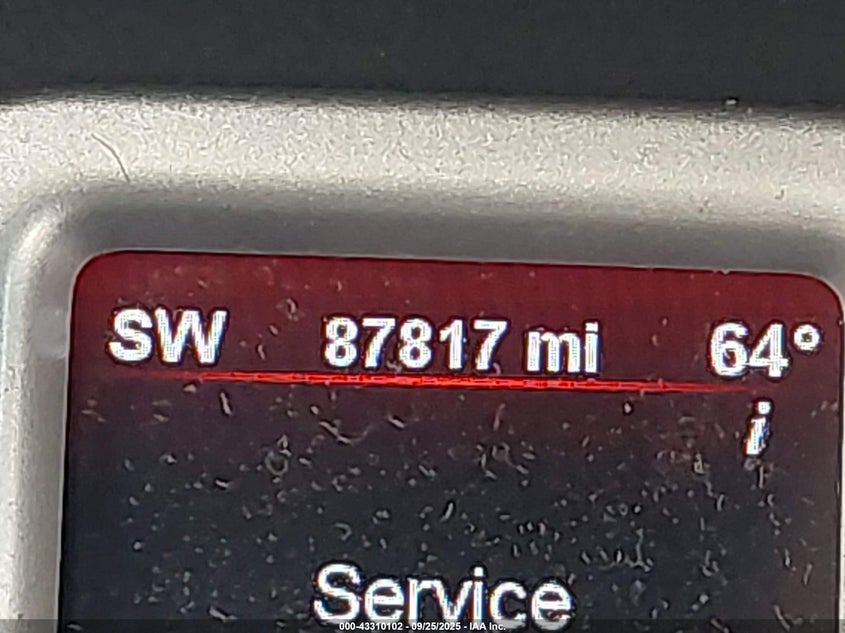 SW 87817 mi 64°
i
Service
000-43310102 - 09/25/2025 - IAA Inc.